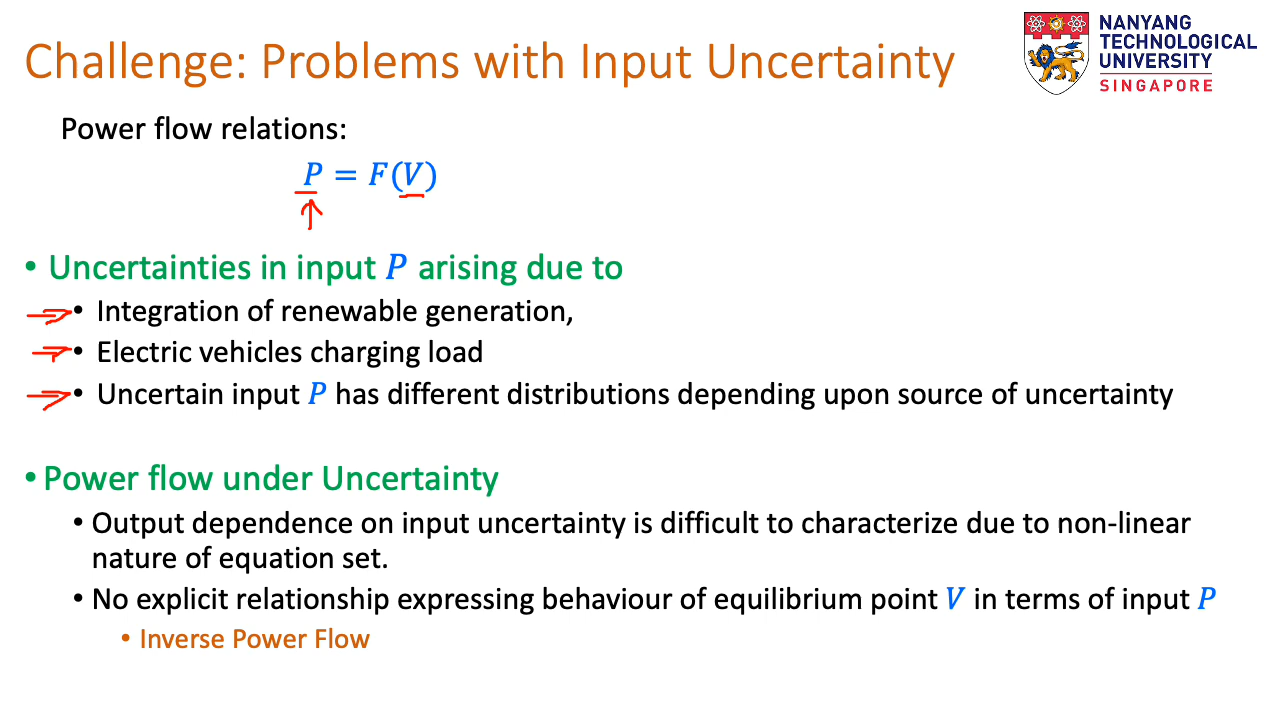 Challenge: Problems with Input Uncertainty
NANYANG
TECHNOLOGICAL
UNIVERSITY
SINGAPORE
Power flow relations:
P = F(V)
• Uncertainties in input P arising due to
• Integration of renewable generation,
• Electric vehicles charging load
• Uncertain input P has different distributions depending upon source of uncertainty
• Power flow under Uncertainty
• Output dependence on input uncertainty is difficult to characterize due to non-linear
nature of equation set.
• No explicit relationship expressing behaviour of equilibrium point V in terms of input P
• Inverse Power Flow